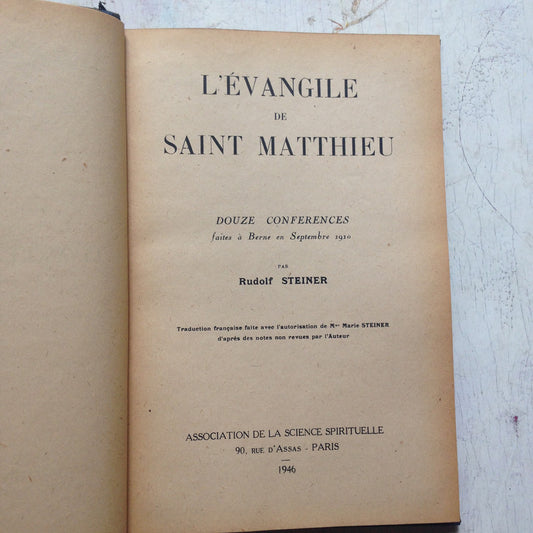 L'ÉVANGILE
DE
SAINT MATTHIEU
DOUZE CONFERENCES
faites à Berne en Septembre 1910
PAR
Rudolf STEINER
Traduction française faite avec l'autorisation de Mme Marie STEINER
d'après des notes non revues par l'Auteur
ASSOCIATION DE LA SCIENCE SPIRITUELLE
90, RUE D'ASSAS - PARIS
1946